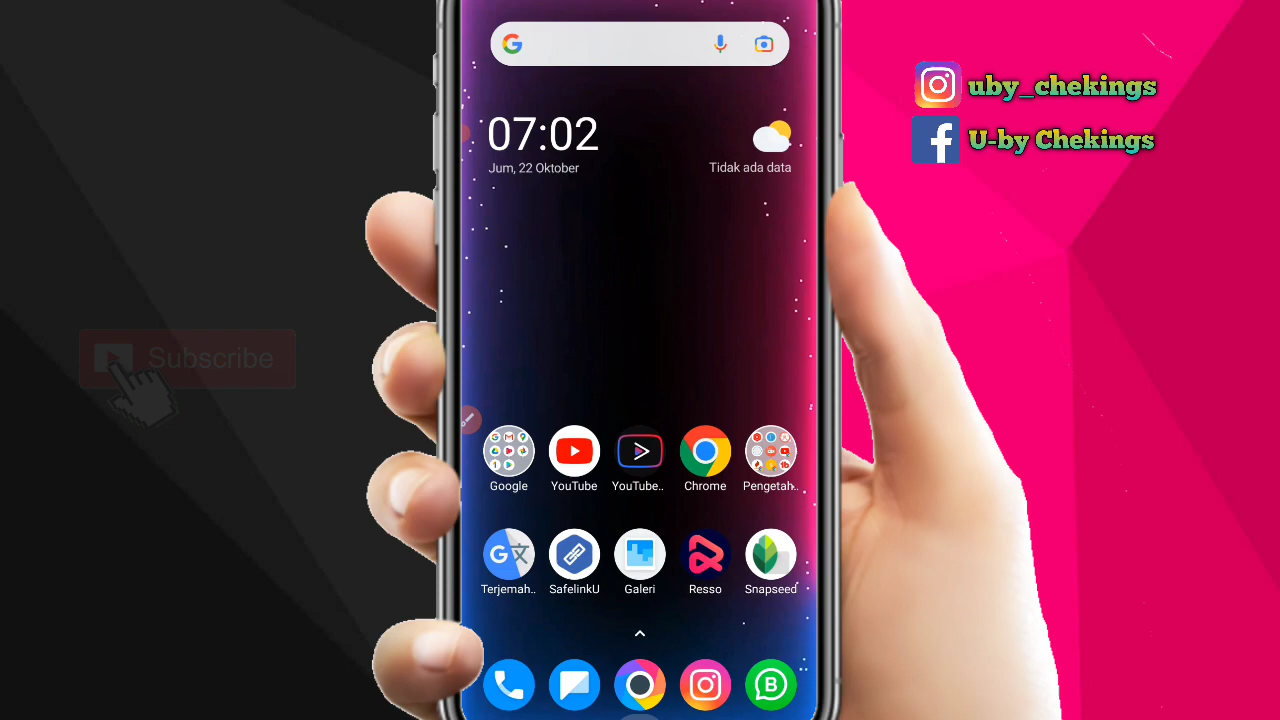 uby_chekings
U-by Chekings
07:02
Jum, 22 Oktober
Tidak ada data
Subscribe
Google YouTube YouTube.. Chrome Pengetah..
Terjemah.. SafelinkU Galeri Resso Snapseed